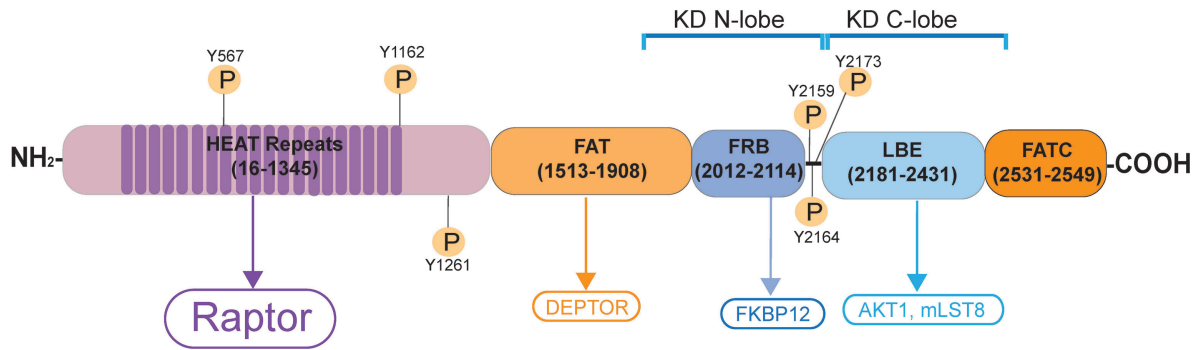 KD N-lobe
KD C-lobe
Y567
Y1162
Y2173
Y2159
P
P
P
P
NH2-
HEAT Repeats
(16-1345)
FAT
(1513-1908)
FRB
(2012-2114)
LBE
(2181-2431)
FATC
(2531-2549)
-COOH
P
P
Y1261
Y2164
Raptor
DEPTOR
FKBP12
AKT1, mLST8